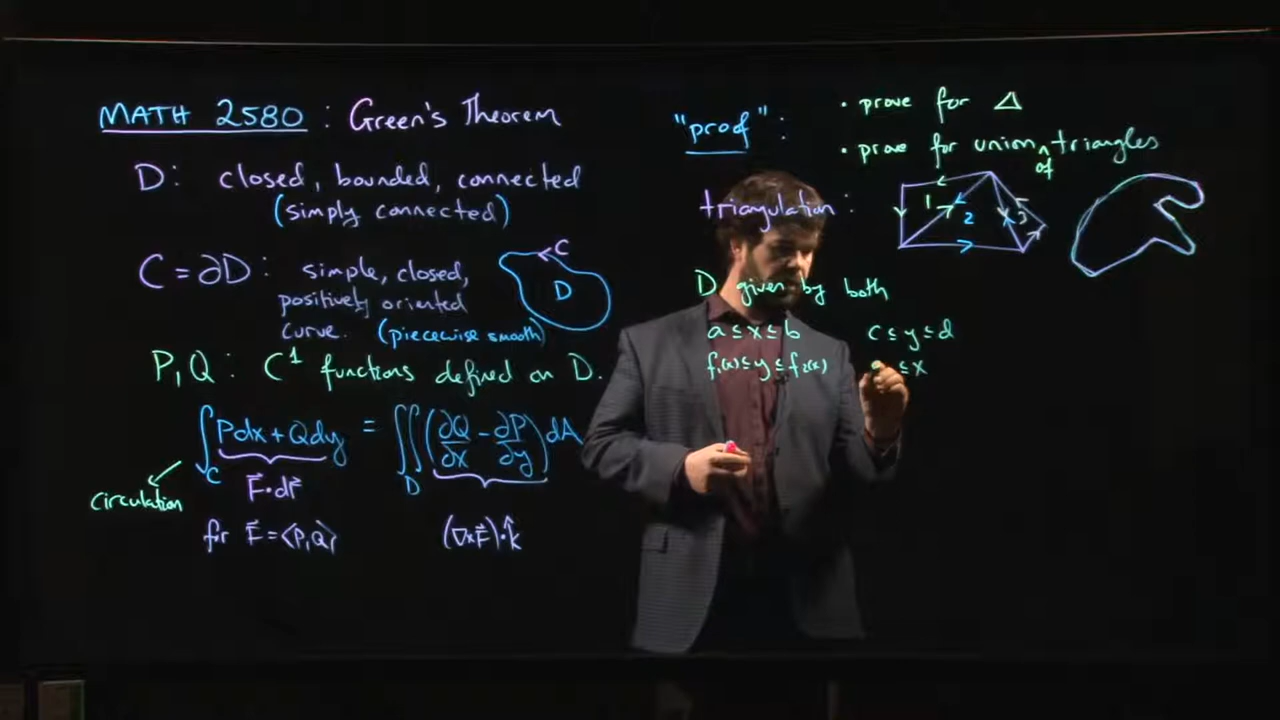 MATH 2580 : Green's Theorem
D: closed, bounded, connected
(simply connected)
C = ∂D : simple, closed,
positively oriented
curve. (piecewise smooth)
C
D
P, Q : C¹ functions defined on D.
∫_C Pdx + Qdy = ∬_D (∂Q/∂x - ∂P/∂y) dA
Circulation
F⃗·dr⃗
for F⃗ = ⟨P, Q⟩
(∇×F⃗)·k̂
"proof" :
• prove for △
• prove for union of triangles
triangulation :
1
2
3
D given by both
a ≤ x ≤ b
f₁(x) ≤ y ≤ f₂(x)
c ≤ y ≤ d
≤ x